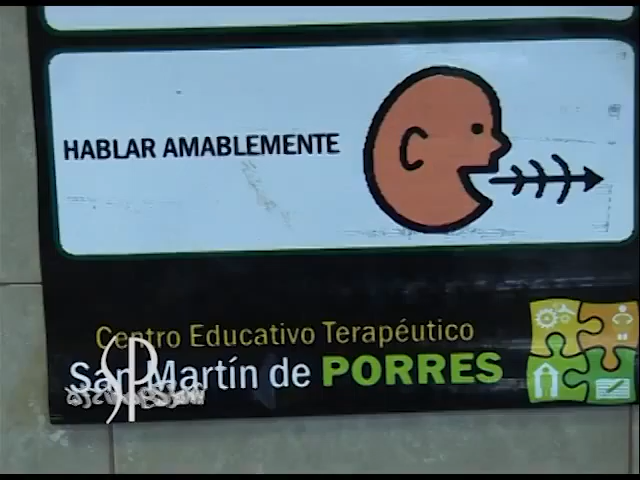 HABLAR AMABLEMENTE
Centro Educativo Terapéutico
San Martín de PORRES